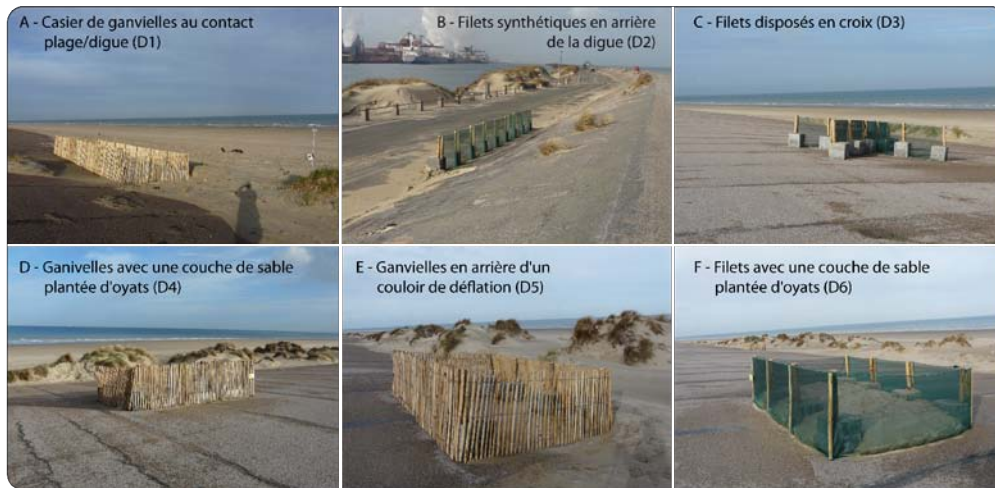 A - Casier de ganvielles au contact
plage/digue (D1)
B - Filets synthétiques en arrière
de la digue (D2)
C - Filets disposés en croix (D3)
D - Ganivelles avec une couche de sable
plantée d'oyats (D4)
E - Ganvielles en arrière d'un
couloir de déflation (D5)
F - Filets avec une couche de sable
plantée d'oyats (D6)